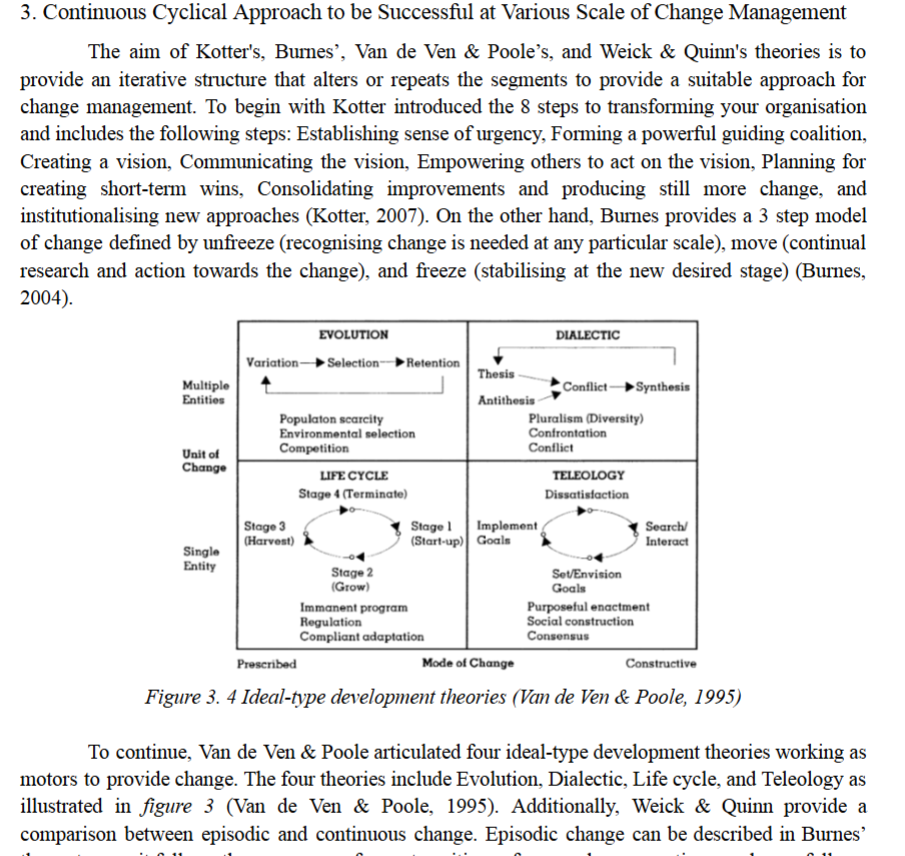 3. Continuous Cyclical Approach to be Successful at Various Scale of Change Management
The aim of Kotter's, Burnes', Van de Ven & Poole's, and Weick & Quinn's theories is to
provide an iterative structure that alters or repeats the segments to provide a suitable approach for
change management. To begin with Kotter introduced the 8 steps to transforming your organisation
and includes the following steps: Establishing sense of urgency, Forming a powerful guiding coalition,
Creating a vision, Communicating the vision, Empowering others to act on the vision, Planning for
creating short-term wins, Consolidating improvements and producing still more change, and
institutionalising new approaches (Kotter, 2007). On the other hand, Burnes provides a 3 step model
of change defined by unfreeze (recognising change is needed at any particular scale), move (continual
research and action towards the change), and freeze (stabilising at the new desired stage) (Burnes,
2004).
EVOLUTION
Variation Selection Retention
Populaton scarcity
Environmental selection
Competition
DIALECTIC
Thesis
Antithesis
Conflict Synthesis
Pluralism (Diversity)
Confrontation
Conflict
Multiple
Entities
Unit of
Change
Single
Entity
LIFE CYCLE
Stage 4 (Terminate)
Stage 3
(Harvest)
Stage 1
(Start-up)
Stage 2
(Grow)
Immanent program
Regulation
Compliant adaptation
TELEOLOGY
Dissatisfaction
Implement
Goals
Search/
Interact
Set/Envision
Goals
Purposeful enactment
Social construction
Consensus
Prescribed
Mode of Change
Constructive
Figure 3. 4 Ideal-type development theories (Van de Ven & Poole, 1995)
To continue, Van de Ven & Poole articulated four ideal-type development theories working as
motors to provide change. The four theories include Evolution, Dialectic, Life cycle, and Teleology as
illustrated in figure 3 (Van de Ven & Poole, 1995). Additionally, Weick & Quinn provide a
comparison between episodic and continuous change. Episodic change can be described in Burnes'